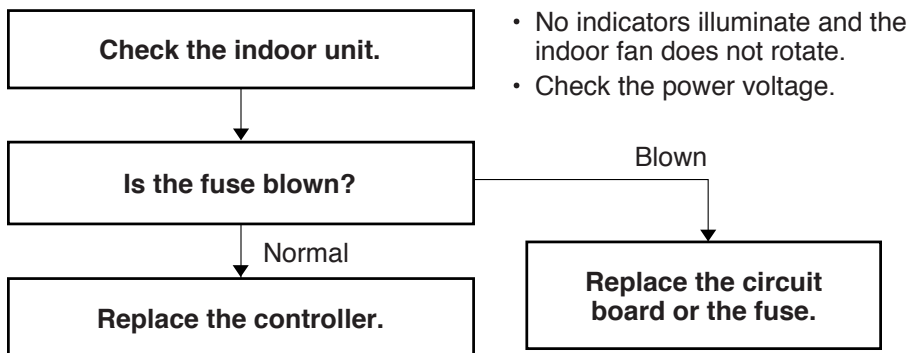 Check the indoor unit.
• No indicators illuminate and the
indoor fan does not rotate.
• Check the power voltage.
Is the fuse blown?
Blown
Normal
Replace the circuit
board or the fuse.
Replace the controller.